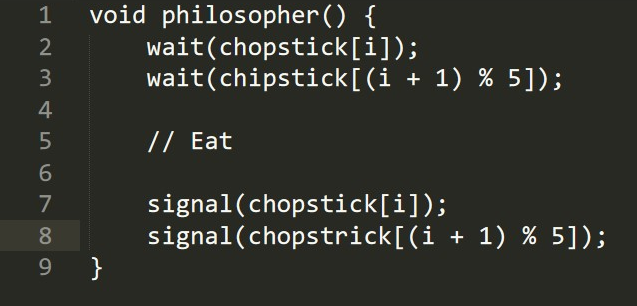 1 void philosopher() {
2 wait(chopstick[i]);
3 wait(chipstick[(i + 1) % 5]);
4
5 // Eat
6
7 signal(chopstick[i]);
8 signal(chopstrick[(i + 1) % 5]);
9 }